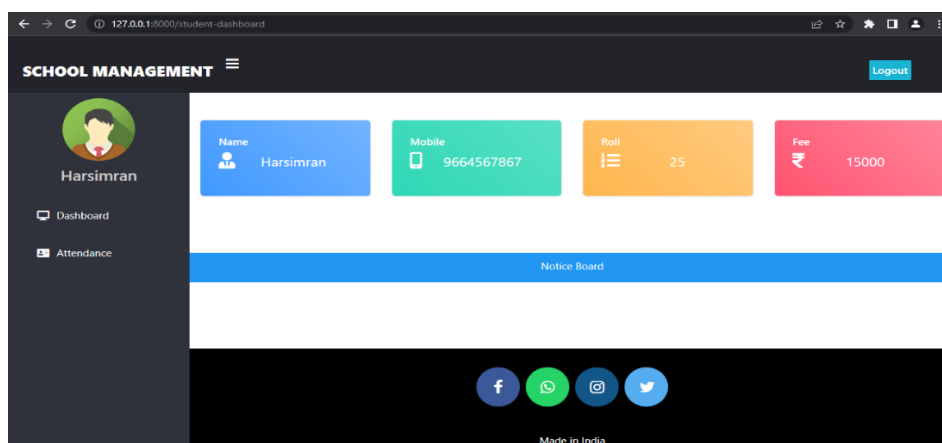 127.0.0.1:8000/student-dashboard
SCHOOL MANAGEMENT
Logout
Harsimran
Dashboard
Attendance
Name
Harsimran
Mobile
9664567867
Roll
25
Fee
₹ 15000
Notice Board
Made in India